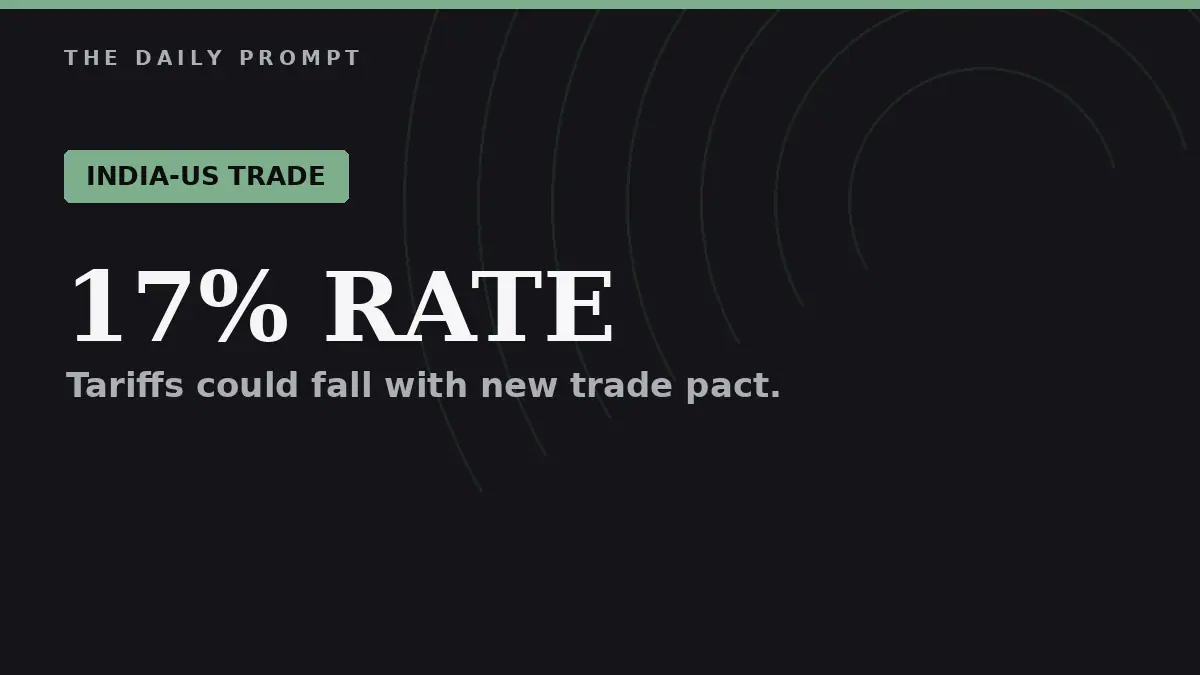 THE DAILY PROMPT
INDIA-US TRADE
17% RATE
Tariffs could fall with new trade pact.